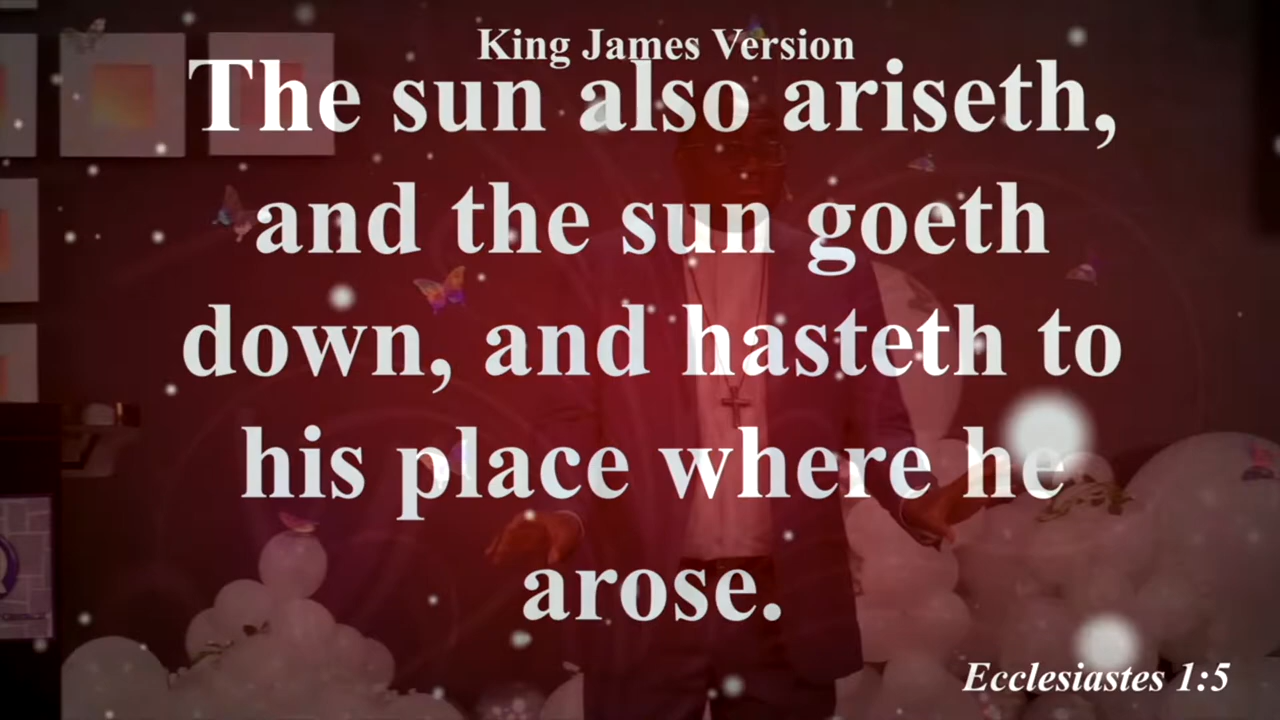 King James Version
The sun also ariseth,
and the sun goeth
down, and hasteth to
his place where he
arose.
Ecclesiastes 1:5